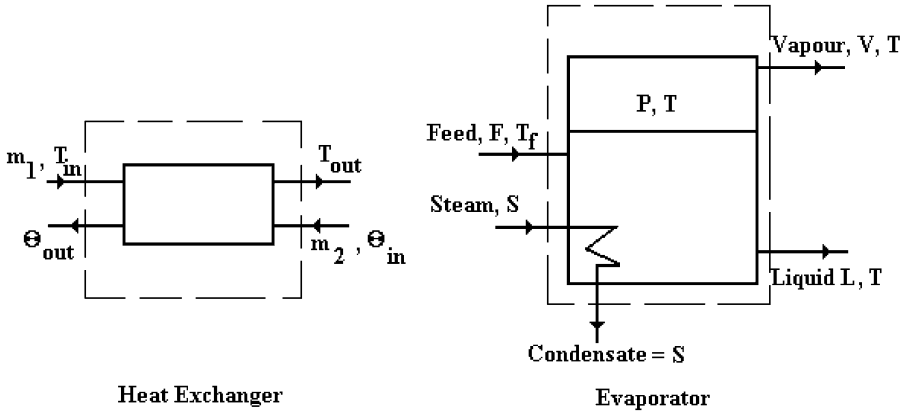 m1, Tin
Tout
Θout
m2, Θin
Heat Exchanger
Vapour, V, T
P, T
Feed, F, Tf
Steam, S
Liquid L, T
Condensate = S
Evaporator